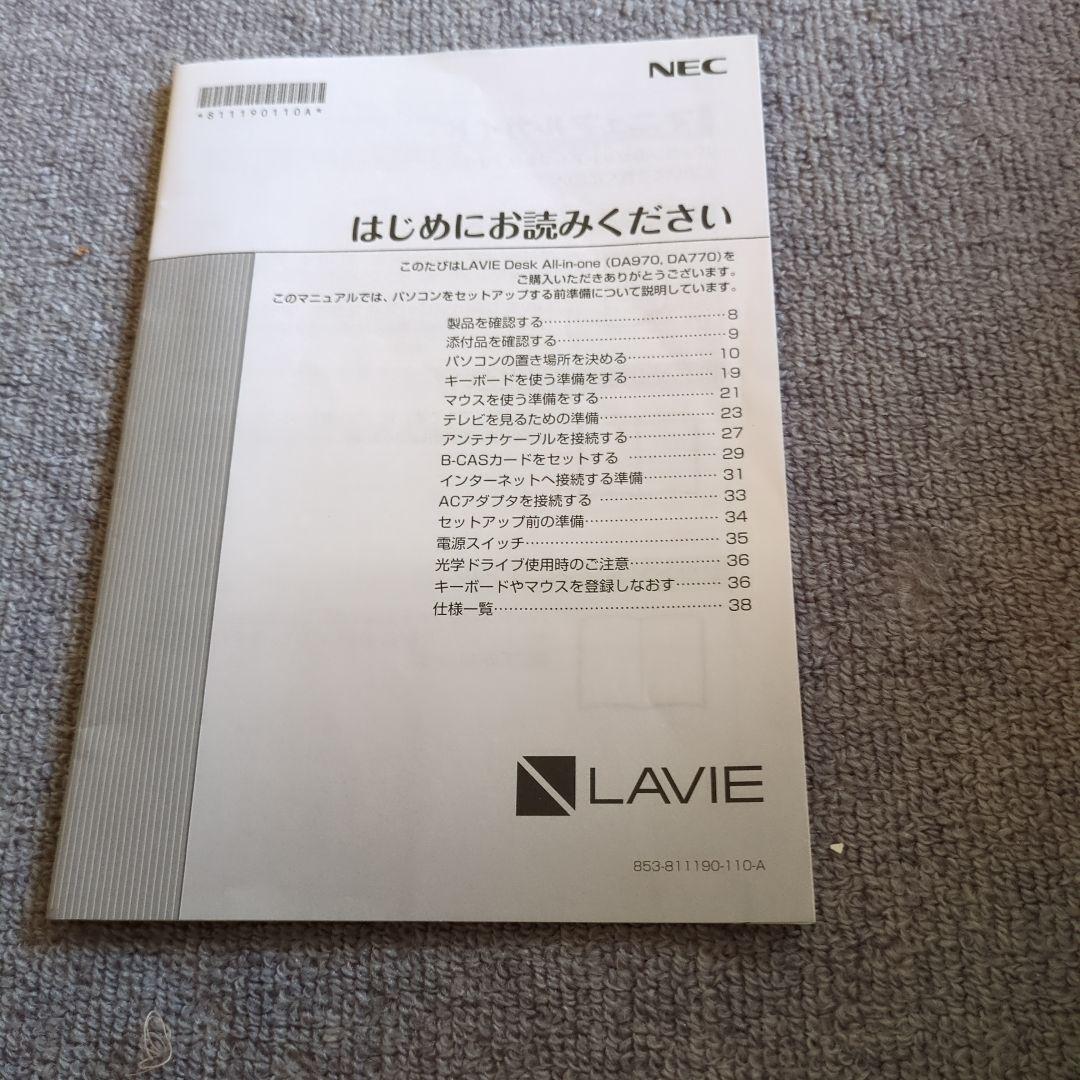 NEC
*811190110A*
はじめにお読みください
このたびはLAVIE Desk All-in-one (DA970, DA770)を
ご購入いただきありがとうございます。
このマニュアルでは、パソコンをセットアップする前準備について説明しています。
製品を確認する…………………………… 8
添付品を確認する………………………… 9
パソコンの置き場所を決める…………… 10
キーボードを使う準備をする…………… 19
マウスを使う準備をする………………… 21
テレビを見るための準備………………… 23
アンテナケーブルを接続する…………… 27
B-CASカードをセットする …………… 29
インターネットへ接続する準備………… 31
ACアダプタを接続する ………………… 33
セットアップ前の準備…………………… 34
電源スイッチ……………………………… 35
光学ドライブ使用時のご注意…………… 36
キーボードやマウスを登録しなおす…… 36
仕様一覧…………………………………… 38
LAVIE
853-811190-110-A